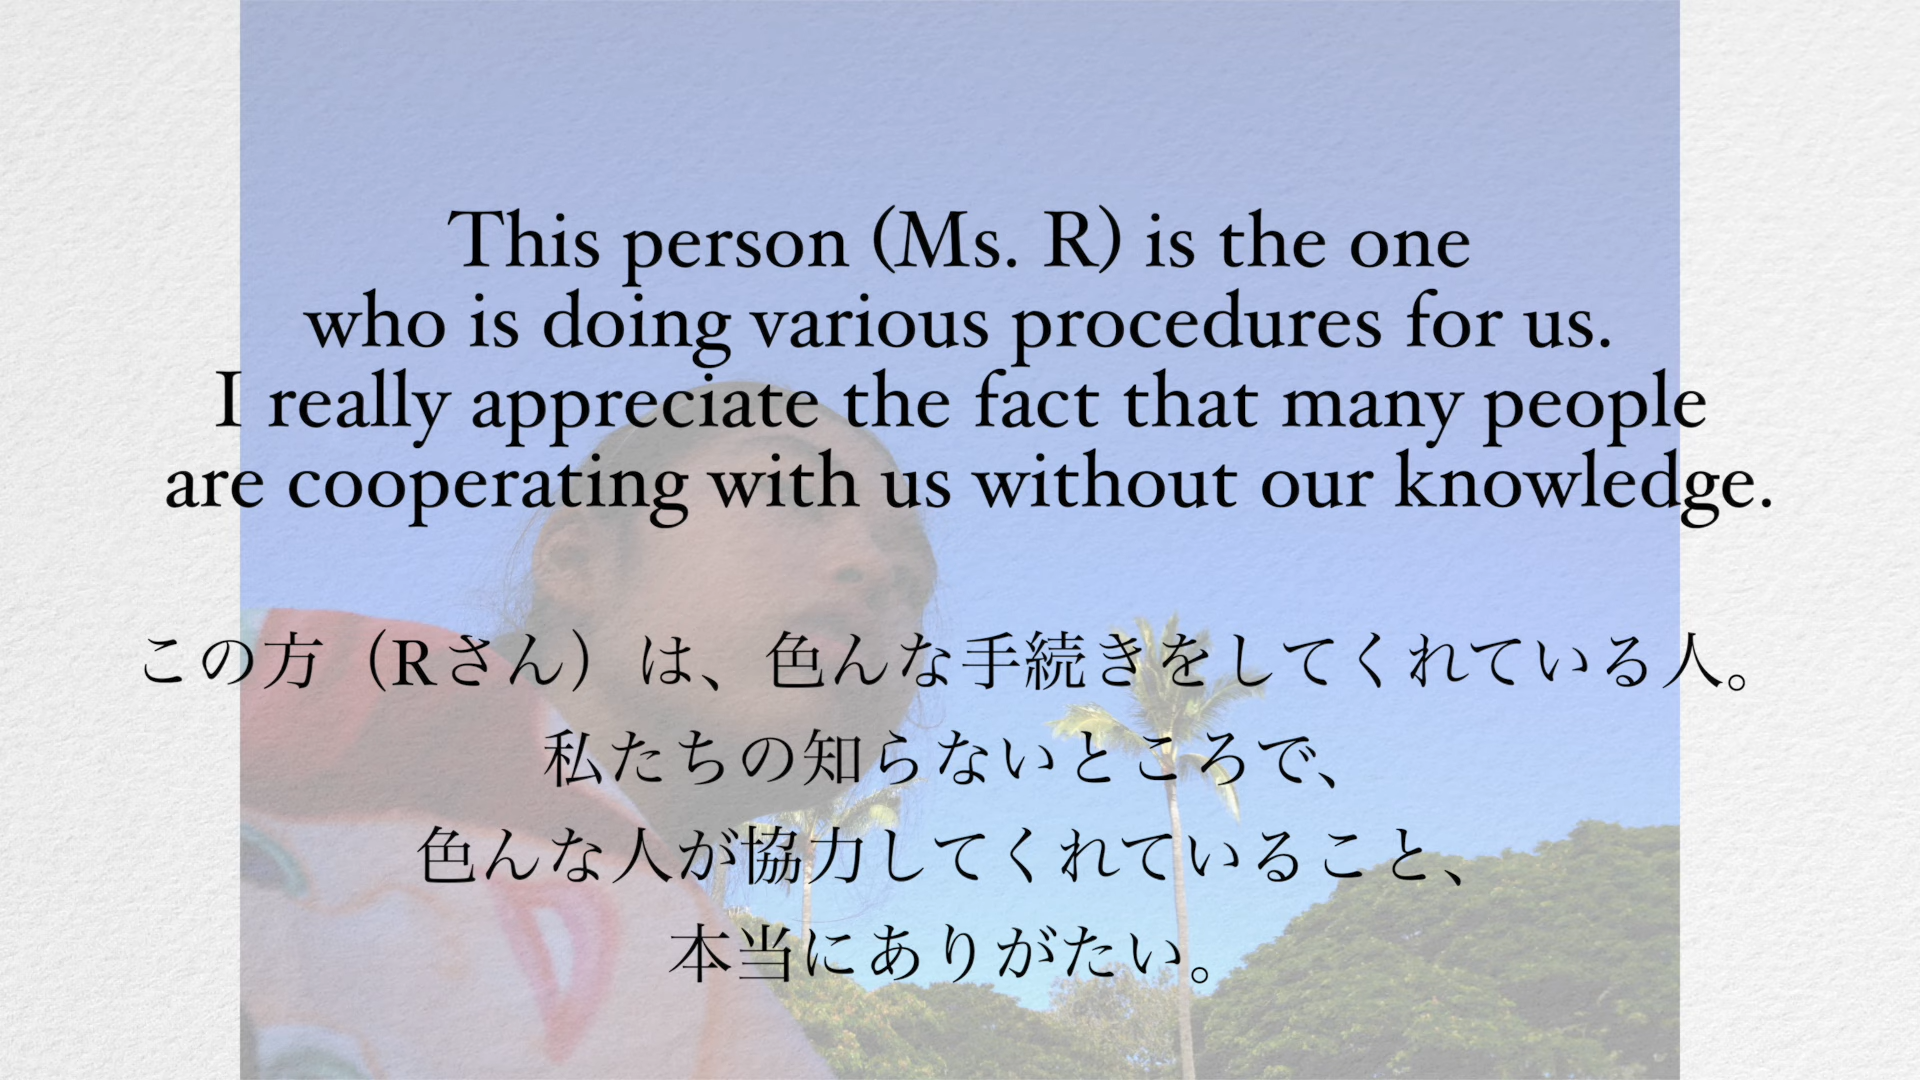 This person (Ms. R) is the one
who is doing various procedures for us.
I really appreciate the fact that many people
are cooperating with us without our knowledge.
この方（Rさん）は、色んな手続きをしてくれている人。
私たちの知らないところで、
色んな人が協力してくれていること、
本当にありがたい。